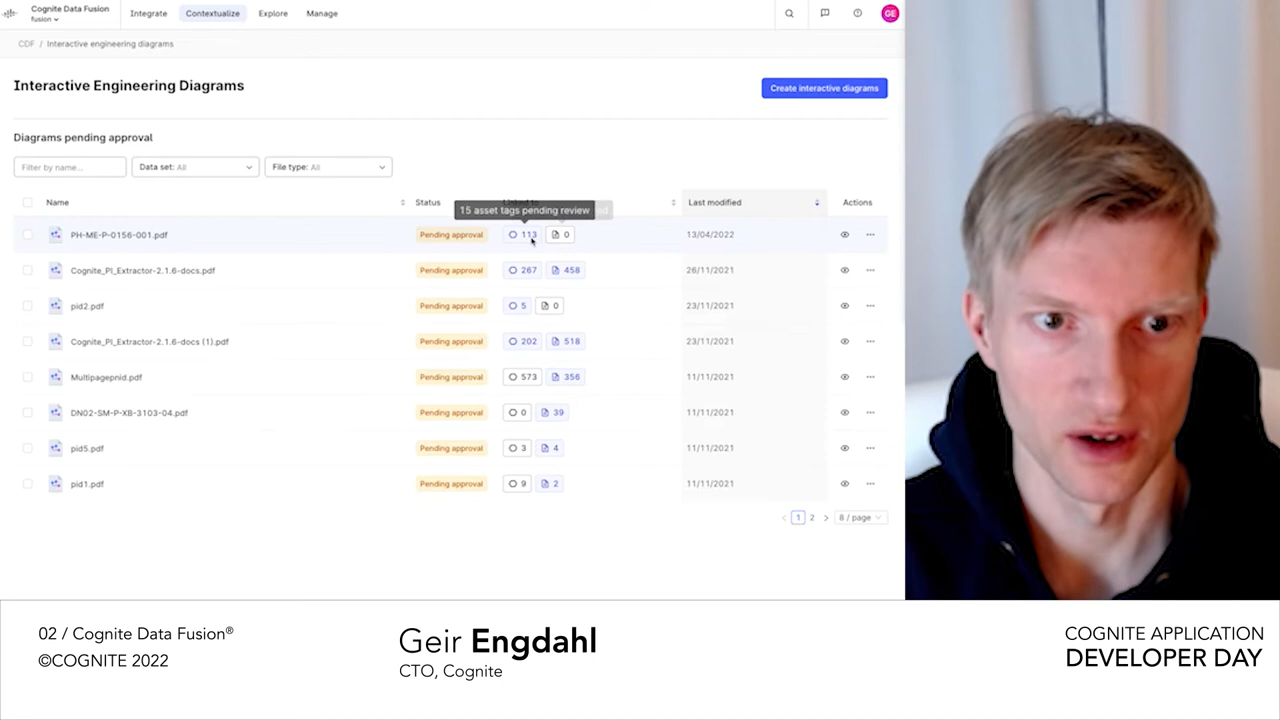 Cognite Data Fusion
fusion
Integrate Contextualize Explore Manage
GE
CDF / Interactive engineering diagrams
Interactive Engineering Diagrams
Create interactive diagrams
Diagrams pending approval
Filter by name... Data set: All File type: All
Name Status Last modified Actions
15 asset tags pending review
PH-ME-P-0156-001.pdf Pending approval 113 0 13/04/2022
Cognite_PI_Extractor-2.1.6-docs.pdf Pending approval 267 458 26/11/2021
pid2.pdf Pending approval 5 0 23/11/2021
Cognite_PI_Extractor-2.1.6-docs (1).pdf Pending approval 202 518 23/11/2021
Multipagepnid.pdf Pending approval 573 356 11/11/2021
DN02-SM-P-XB-3103-04.pdf Pending approval 0 39 11/11/2021
pid5.pdf Pending approval 3 4 11/11/2021
pid1.pdf Pending approval 9 2 11/11/2021
< 1 2 > 8 / page
02 / Cognite Data Fusion®
©COGNITE 2022
Geir Engdahl
CTO, Cognite
COGNITE APPLICATION
DEVELOPER DAY